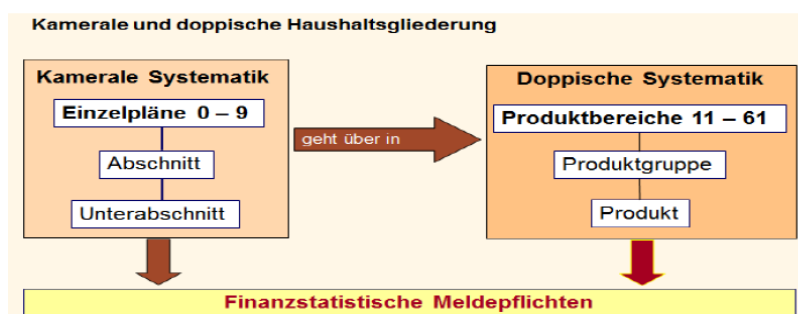 Kamerale und doppische Haushaltsgliederung
Kamerale Systematik
Einzelpläne 0 – 9
Abschnitt
Unterabschnitt
geht über in
Doppische Systematik
Produktbereiche 11 – 61
Produktgruppe
Produkt
Finanzstatistische Meldepflichten